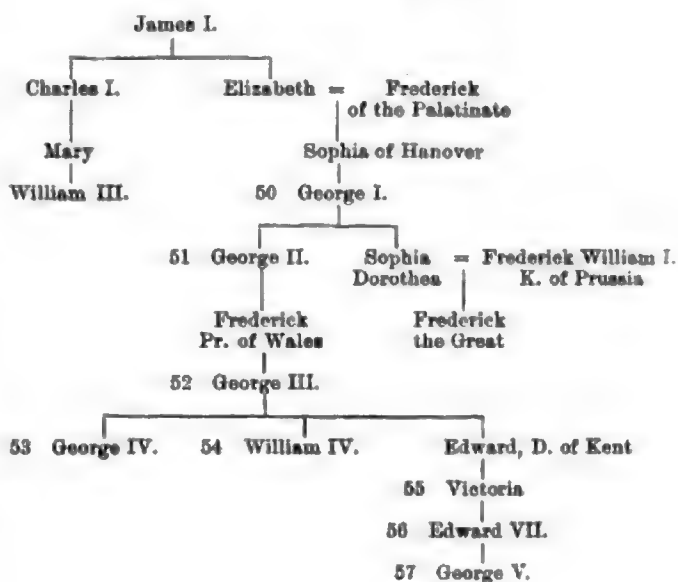 James I.
Charles I. Elizabeth = Frederick
of the Palatinate
Mary Sophia of Hanover
William III. 50 George I.
51 George II. Sophia = Frederick William I.
Dorothea K. of Prussia
Frederick Frederick
Pr. of Wales the Great
52 George III.
53 George IV. 54 William IV. Edward, D. of Kent
55 Victoria
56 Edward VII.
57 George V.